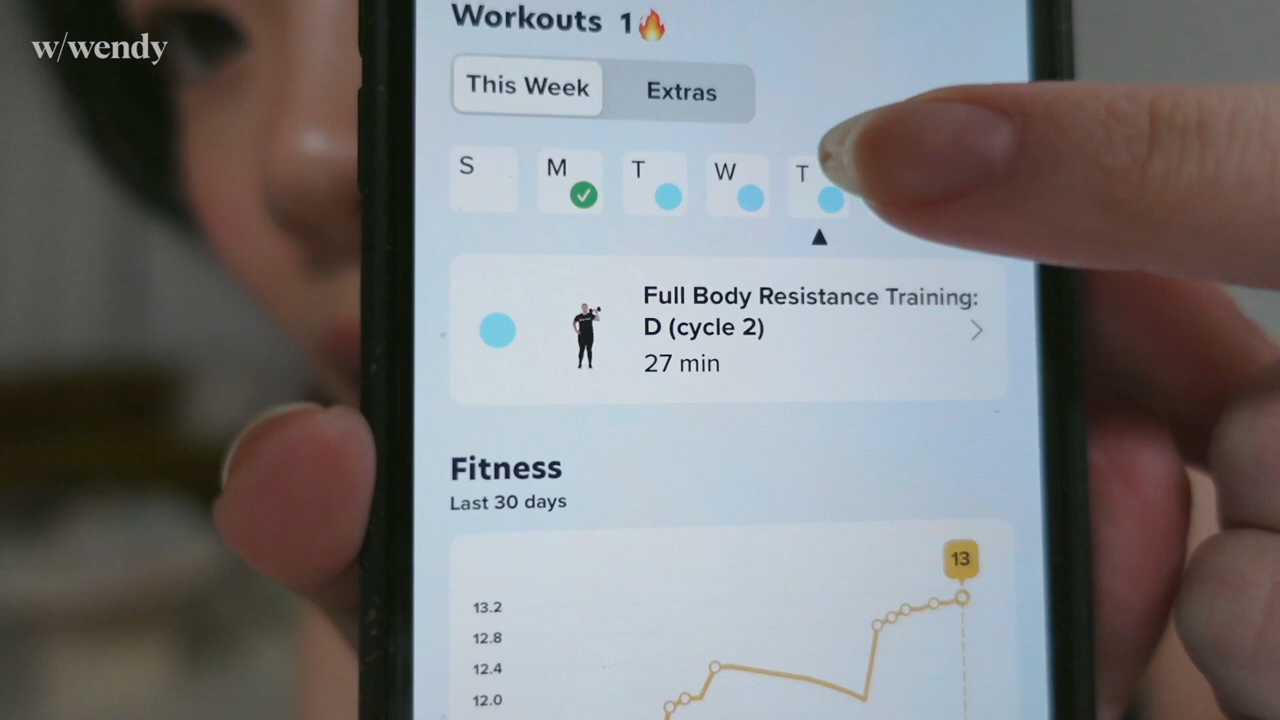 w/wendy
Workouts 1🔥
This Week Extras
S M T W T
Full Body Resistance Training:
D (cycle 2)
27 min
Fitness
Last 30 days
13
13.2
12.8
12.4
12.0